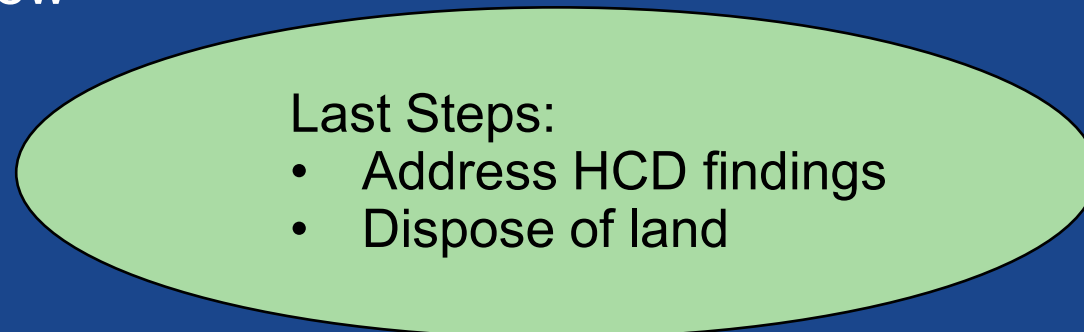 Last Steps:
• Address HCD findings
• Dispose of land